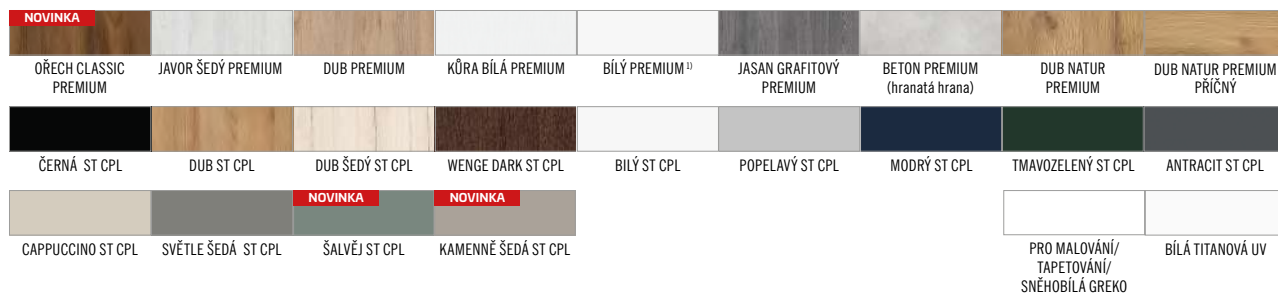 NOVINKA
OŘECH CLASSIC
PREMIUM
JAVOR ŠEDÝ PREMIUM
DUB PREMIUM
KŮRA BÍLÁ PREMIUM
BÍLÝ PREMIUM 1)
JASAN GRAFITOVÝ
PREMIUM
BETON PREMIUM
(hranatá hrana)
DUB NATUR
PREMIUM
DUB NATUR PREMIUM
PŘÍČNÝ
ČERNÁ ST CPL
DUB ST CPL
DUB ŠEDÝ ST CPL
WENGE DARK ST CPL
BILÝ ST CPL
POPELAVÝ ST CPL
MODRÝ ST CPL
TMAVOZELENÝ ST CPL
ANTRACIT ST CPL
CAPPUCCINO ST CPL
SVĚTLE ŠEDÁ ST CPL
NOVINKA
ŠALVĚJ ST CPL
NOVINKA
KAMENNĚ ŠEDÁ ST CPL
PRO MALOVÁNÍ/
TAPETOVÁNÍ/
SNĚHOBÍLÁ GREKO
BÍLÁ TITANOVÁ UV